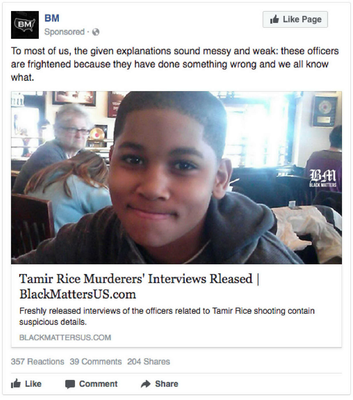 BM
BM
Sponsored ·
Like Page
To most of us, the given explanations sound messy and weak: these officers
are frightened because they have done something wrong and we all know
what.
BM
BLACK MATTERS
Tamir Rice Murderers' Interviews Rleased |
BlackMattersUS.com
Freshly released interviews of the officers related to Tamir Rice shooting contain
suspicious details.
BLACKMATTERSUS.COM
357 Reactions 39 Comments 204 Shares
Like Comment Share